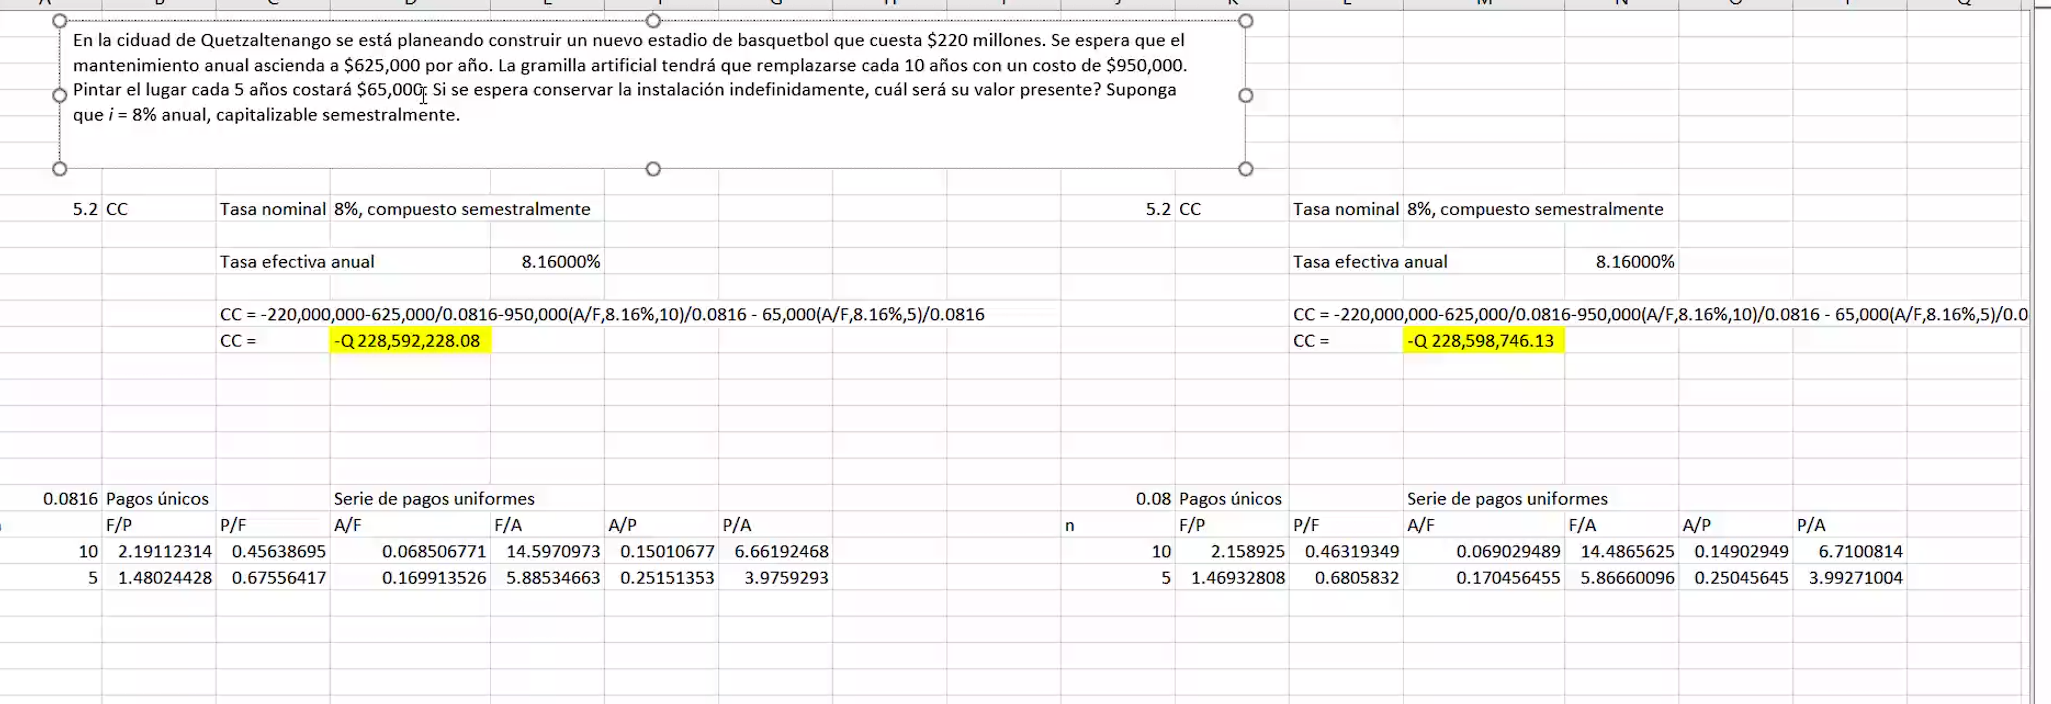 En la ciduad de Quetzaltenango se está planeando construir un nuevo estadio de basquetbol que cuesta $220 millones. Se espera que el
mantenimiento anual ascienda a $625,000 por año. La gramilla artificial tendrá que remplazarse cada 10 años con un costo de $950,000.
Pintar el lugar cada 5 años costará $65,000. Si se espera conservar la instalación indefinidamente, cuál será su valor presente? Suponga
que i = 8% anual, capitalizable semestralmente.
5.2 CC Tasa nominal 8%, compuesto semestralmente 5.2 CC Tasa nominal 8%, compuesto semestralmente
Tasa efectiva anual 8.16000% Tasa efectiva anual 8.16000%
CC = -220,000,000-625,000/0.0816-950,000(A/F,8.16%,10)/0.0816 - 65,000(A/F,8.16%,5)/0.0816 CC = -220,000,000-625,000/0.0816-950,000(A/F,8.16%,10)/0.0816 - 65,000(A/F,8.16%,5)/0.0
CC = -Q 228,592,228.08 CC = -Q 228,598,746.13
0.0816 Pagos únicos Serie de pagos uniformes 0.08 Pagos únicos Serie de pagos uniformes
F/P P/F A/F F/A A/P P/A n F/P P/F A/F F/A A/P P/A
10 2.19112314 0.45638695 0.068506771 14.5970973 0.15010677 6.66192468 10 2.158925 0.46319349 0.069029489 14.4865625 0.14902949 6.7100814
5 1.48024428 0.67556417 0.169913526 5.88534663 0.25151353 3.9759293 5 1.46932808 0.6805832 0.170456455 5.86660096 0.25045645 3.99271004